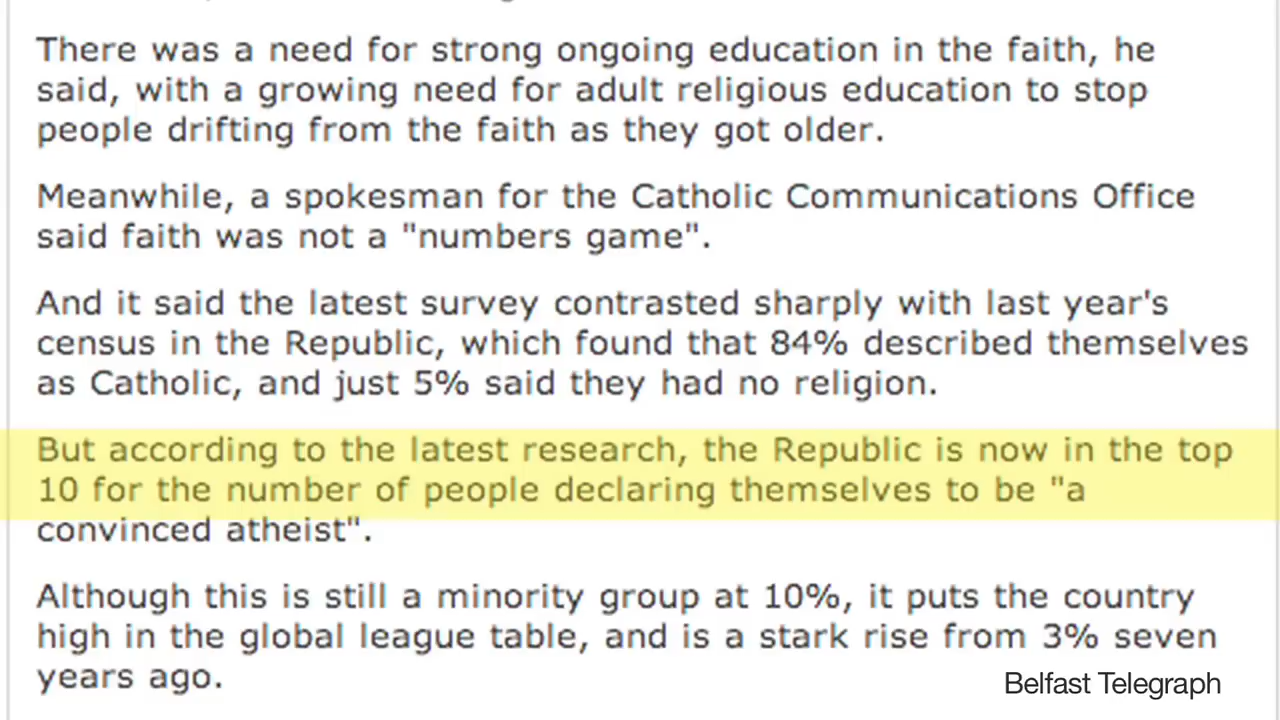 There was a need for strong ongoing education in the faith, he
said, with a growing need for adult religious education to stop
people drifting from the faith as they got older.
Meanwhile, a spokesman for the Catholic Communications Office
said faith was not a "numbers game".
And it said the latest survey contrasted sharply with last year's
census in the Republic, which found that 84% described themselves
as Catholic, and just 5% said they had no religion.
But according to the latest research, the Republic is now in the top
10 for the number of people declaring themselves to be "a
convinced atheist".
Although this is still a minority group at 10%, it puts the country
high in the global league table, and is a stark rise from 3% seven
years ago.
Belfast Telegraph